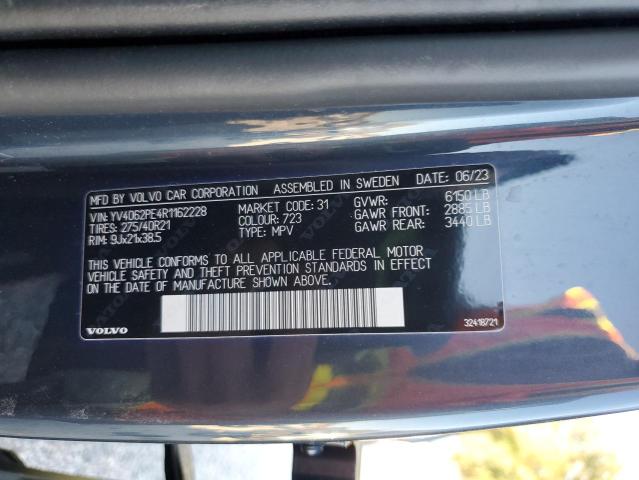 MFD BY VOLVO CAR CORPORATION ASSEMBLED IN SWEDEN DATE: 06/23
VIN: YV4062PE4R1162228 MARKET CODE: 31 GVWR: 6150 LB
TIRES: 275/40R21 COLOUR: 723 GAWR FRONT: 2885 LB
RIM: 9Jx21x38.5 TYPE: MPV GAWR REAR: 3440 LB
THIS VEHICLE CONFORMS TO ALL APPLICABLE FEDERAL MOTOR
VEHICLE SAFETY AND THEFT PREVENTION STANDARDS IN EFFECT
ON THE DATE OF MANUFACTURE SHOWN ABOVE.
VOLVO 32418721